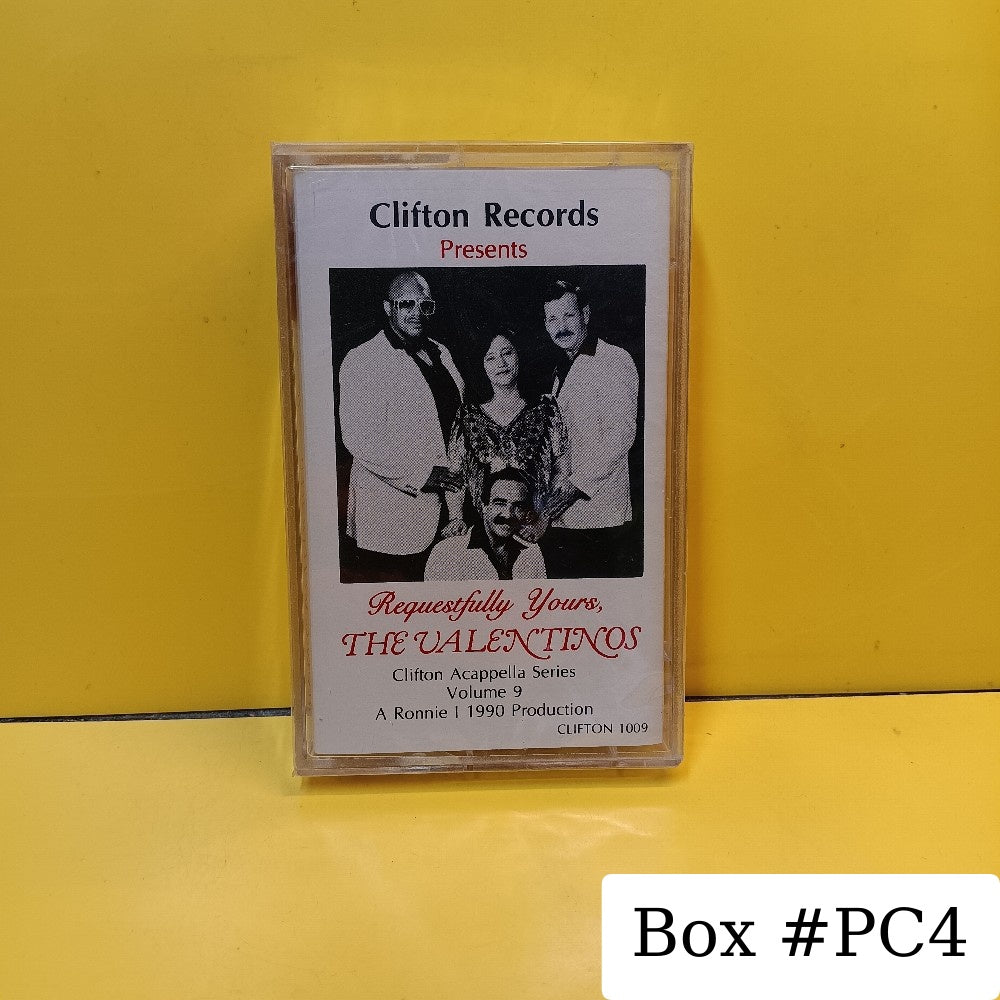 Clifton Records
Presents
Requestfully Yours,
THE VALENTINOS
Clifton Acappella Series
Volume 9
A Ronnie I 1990 Production
CLIFTON 1009
Box #PC4